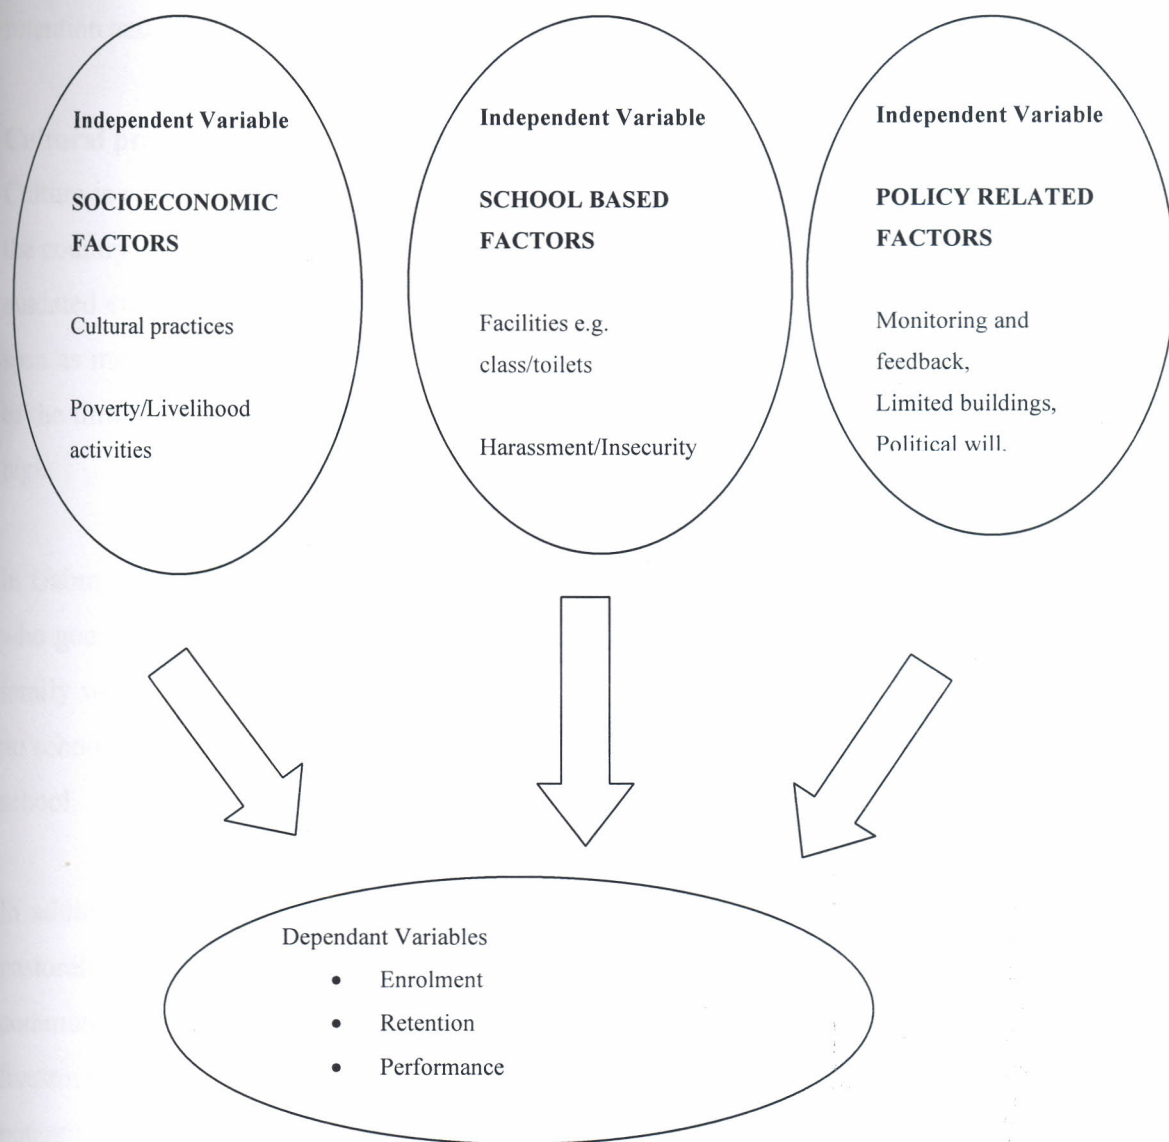 Independent Variable
SOCIOECONOMIC
FACTORS
Cultural practices
Poverty/Livelihood
activities
Independent Variable
SCHOOL BASED
FACTORS
Facilities e.g.
class/toilets
Harassment/Insecurity
Independent Variable
POLICY RELATED
FACTORS
Monitoring and
feedback,
Limited buildings,
Political will.
Dependant Variables
• Enrolment
• Retention
• Performance